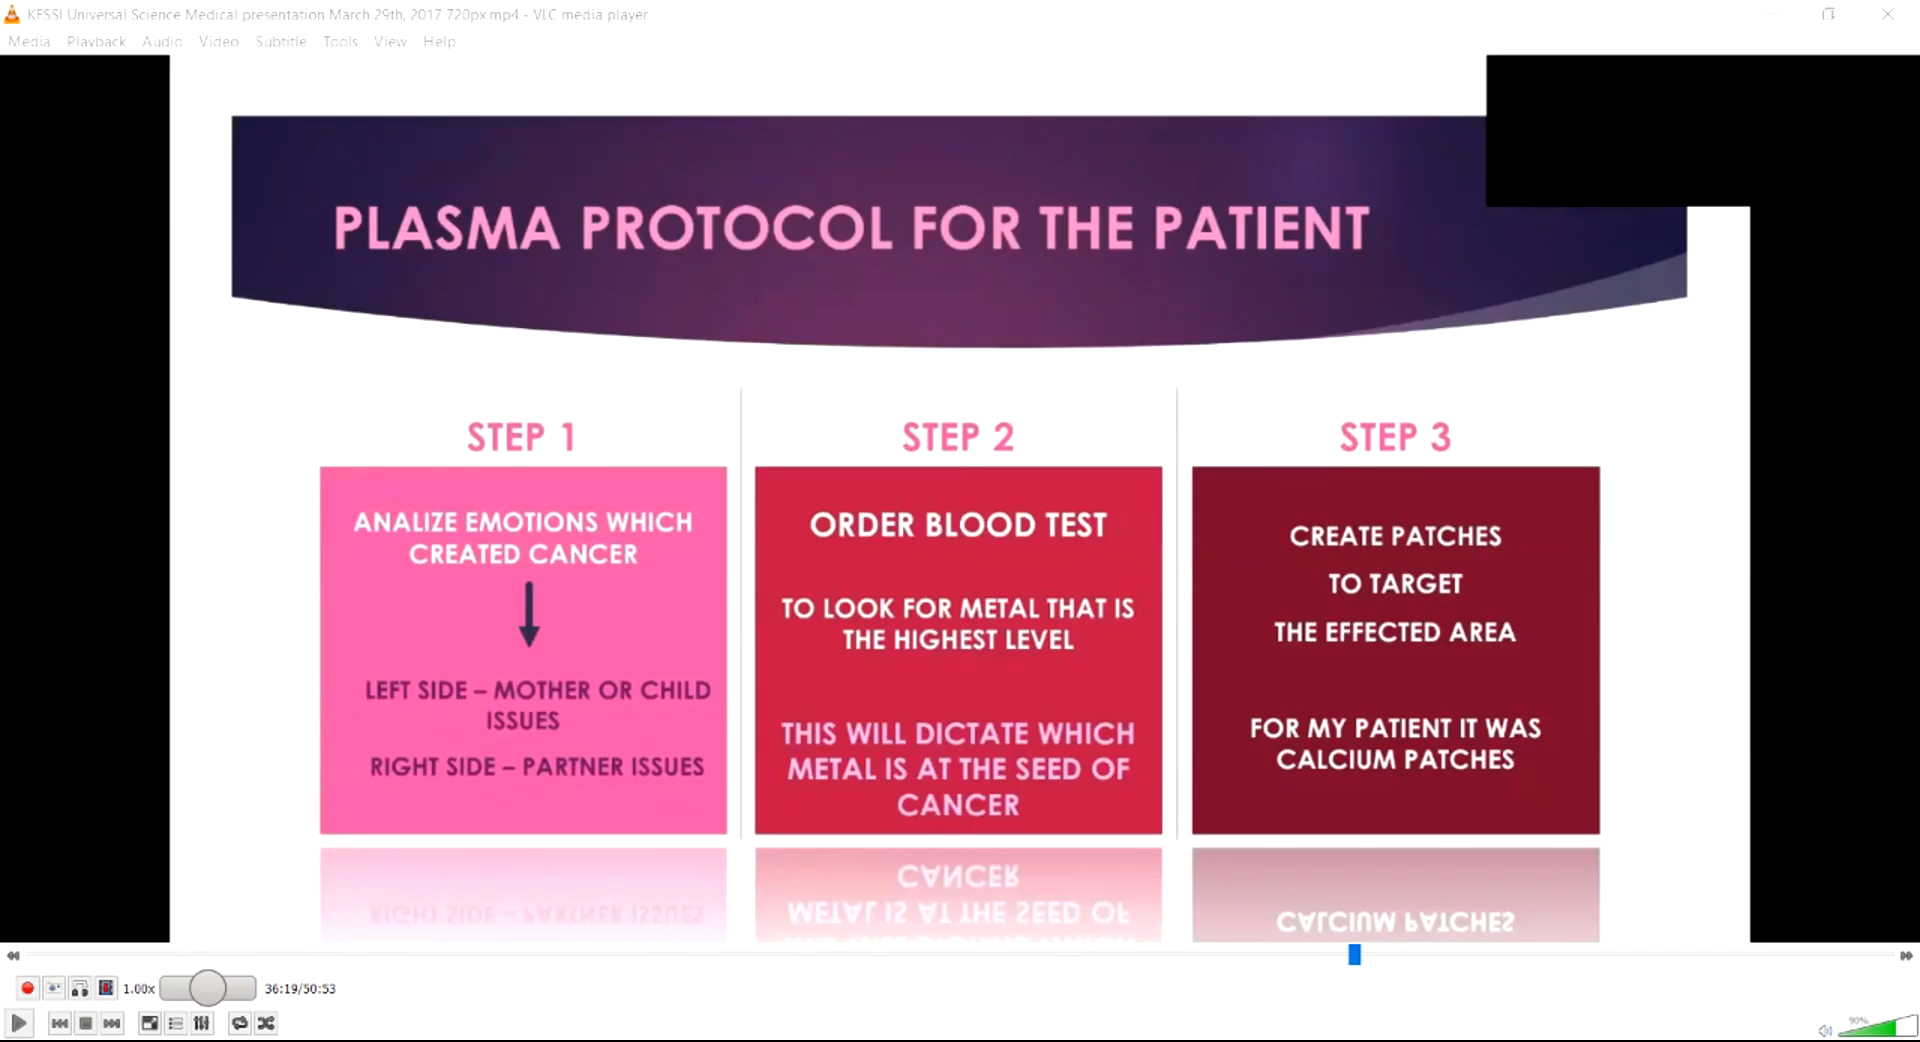 KFSSI Universal Science Medical presentation March 29th, 2017 720px.mp4 - VLC media player
Media Playback Audio Video Subtitle Tools View Help
PLASMA PROTOCOL FOR THE PATIENT
STEP 1
ANALIZE EMOTIONS WHICH
CREATED CANCER
LEFT SIDE – MOTHER OR CHILD
ISSUES
RIGHT SIDE – PARTNER ISSUES
STEP 2
ORDER BLOOD TEST
TO LOOK FOR METAL THAT IS
THE HIGHEST LEVEL
THIS WILL DICTATE WHICH
METAL IS AT THE SEED OF
CANCER
STEP 3
CREATE PATCHES
TO TARGET
THE EFFECTED AREA
FOR MY PATIENT IT WAS
CALCIUM PATCHES
1.00x
36:19/50:53
90%